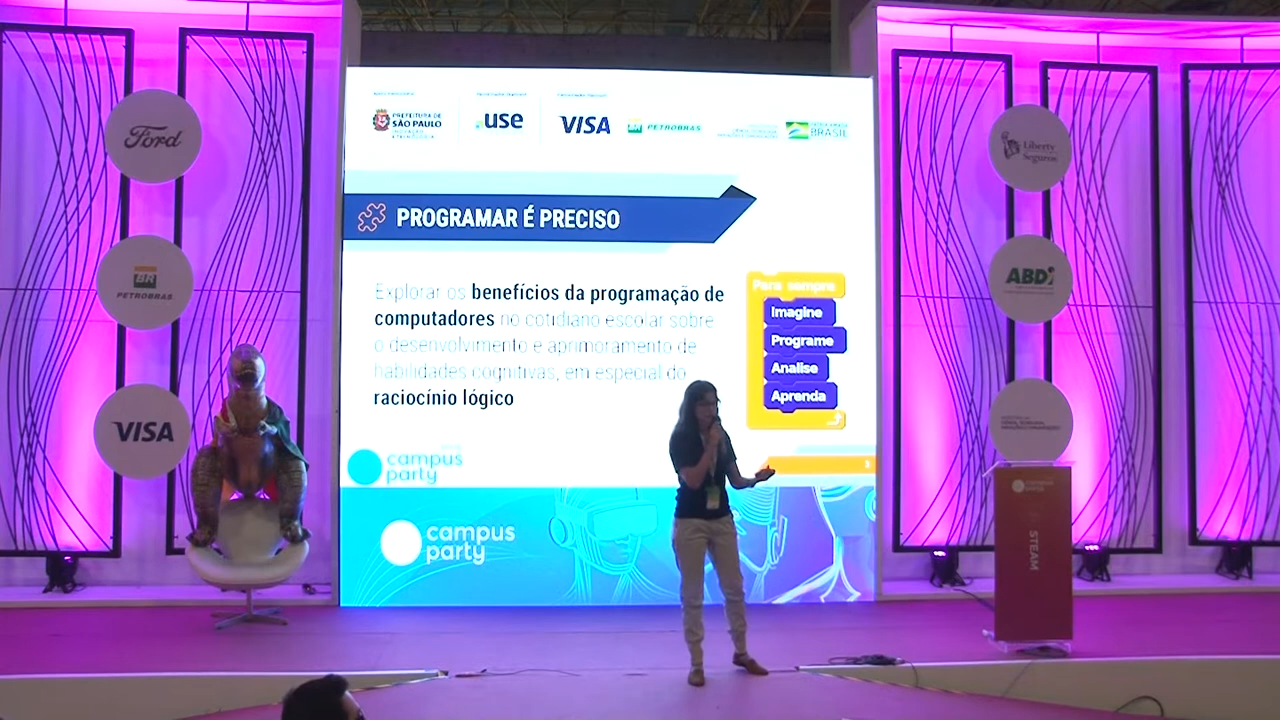 PREFEITURA DE
SÃO PAULO
.use
VISA
BR PETROBRAS
BRASIL
Ford
BR
PETROBRAS
VISA
Liberty
Seguros
ABDi
PROGRAMAR É PRECISO
Explorar os benefícios da programação de
computadores no cotidiano escolar sobre
o desenvolvimento e aprimoramento de
habilidades cognitivas, em especial do
raciocínio lógico
Para sempre
Imagine
Programe
Analise
Aprenda
campus
party
campus
party
STEAM